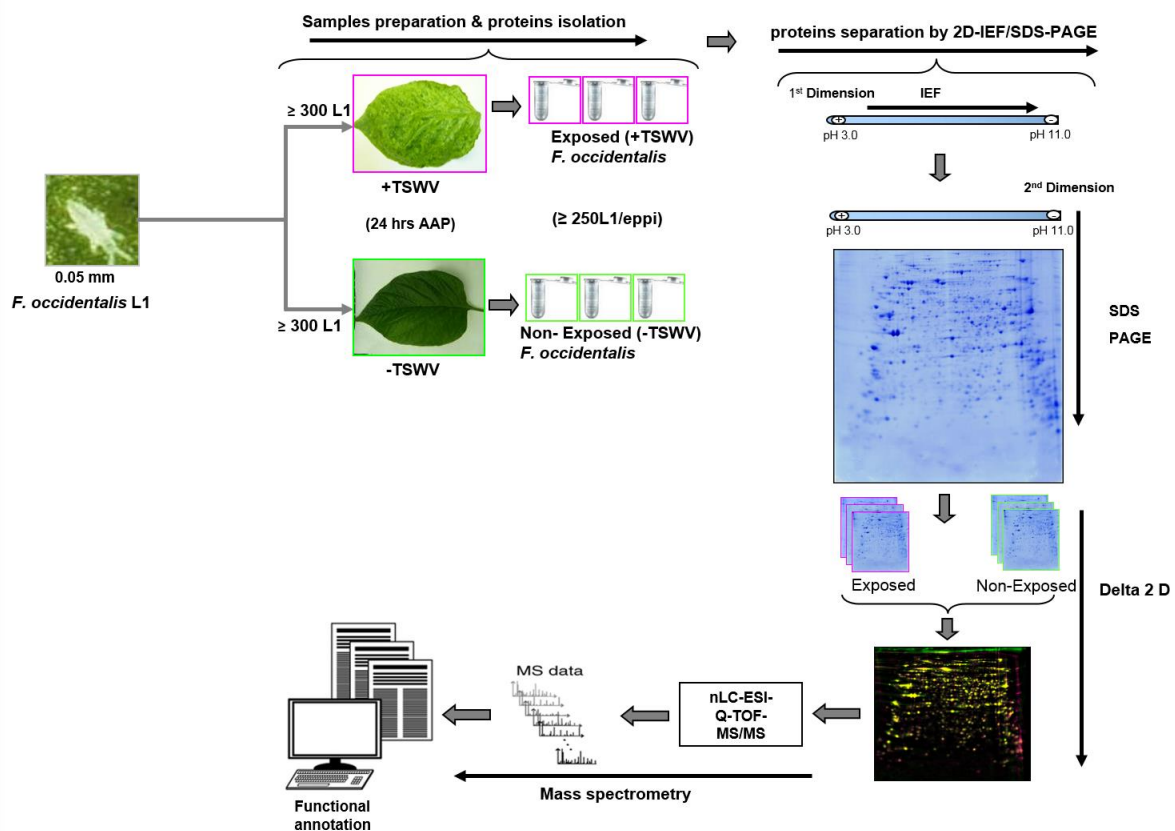 Samples preparation & proteins isolation
proteins separation by 2D-IEF/SDS-PAGE
≥ 300 L1
+TSWV
Exposed (+TSWV)
F. occidentalis
(24 hrs AAP)
(≥ 250L1/eppi)
0.05 mm
F. occidentalis L1
≥ 300 L1
-TSWV
Non- Exposed (-TSWV)
F. occidentalis
1st Dimension
IEF
+
-
pH 3.0
pH 11.0
2nd Dimension
+
-
pH 3.0
pH 11.0
SDS
PAGE
Exposed
Non-Exposed
Delta 2 D
nLC-ESI-
Q-TOF-
MS/MS
MS data
Mass spectrometry
Functional
annotation